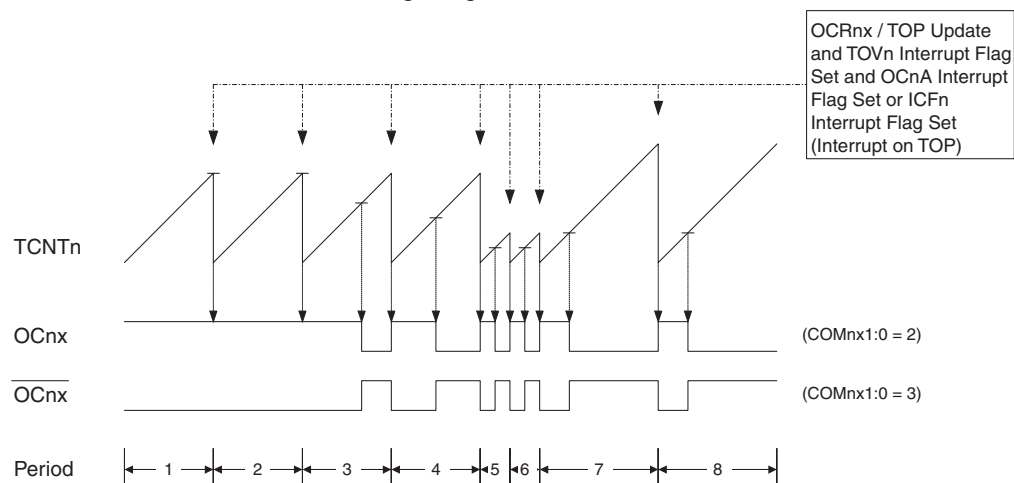 OCRnx / TOP Update
and TOVn Interrupt Flag
Set and OCnA Interrupt
Flag Set or ICFn
Interrupt Flag Set
(Interrupt on TOP)
TCNTn
OCnx (COMnx1:0 = 2)
OCnx (COMnx1:0 = 3)
Period 1 2 3 4 5 6 7 8